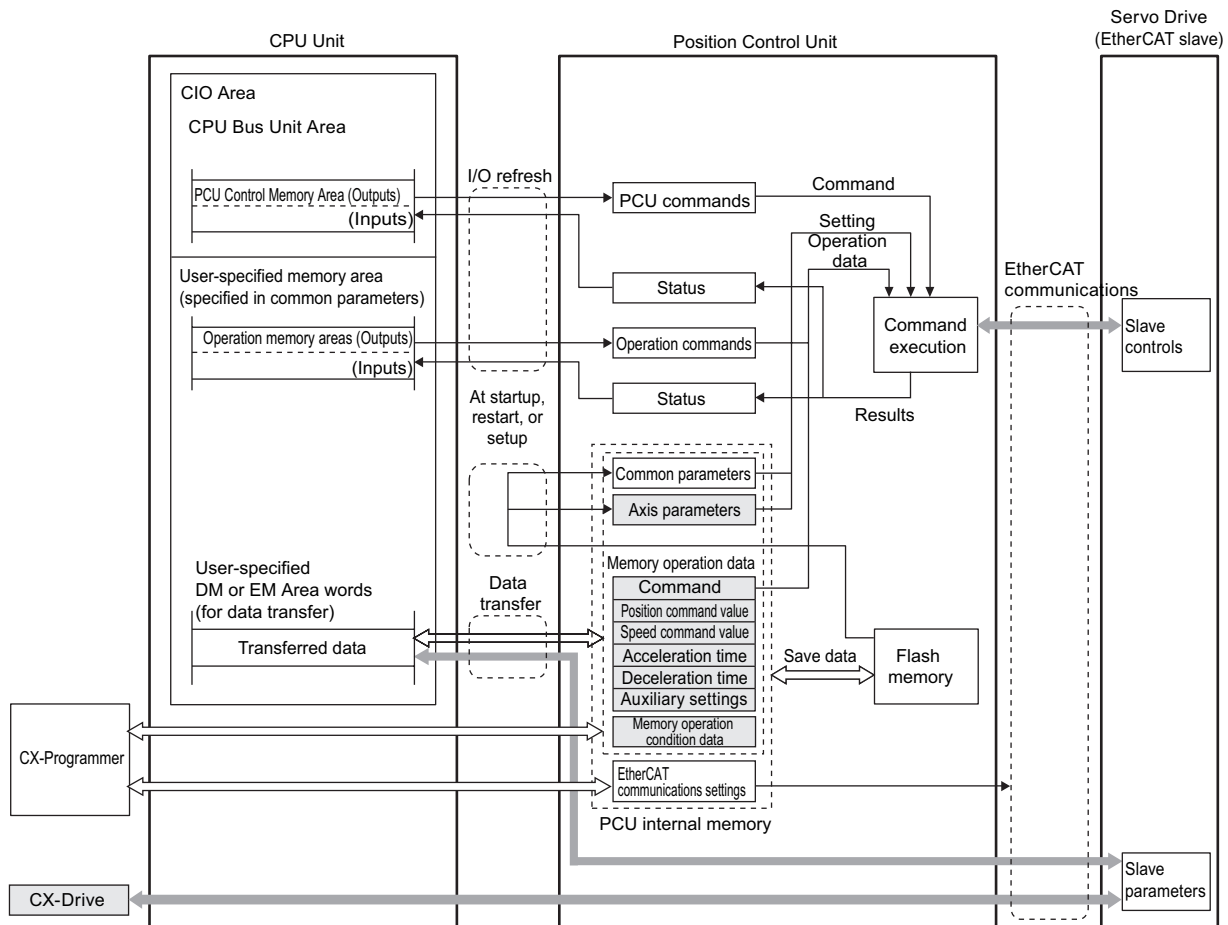 CPU Unit
Position Control Unit
Servo Drive
(EtherCAT slave)
CIO Area
CPU Bus Unit Area
PCU Control Memory Area (Outputs)
(Inputs)
User-specified memory area
(specified in common parameters)
Operation memory areas (Outputs)
(Inputs)
User-specified
DM or EM Area words
(for data transfer)
Transferred data
I/O refresh
At startup,
restart, or
setup
Data
transfer
PCU commands
Status
Operation commands
Status
Command
Setting
Operation
data
Command
execution
Results
Common parameters
Axis parameters
Memory operation data
Command
Position command value
Speed command value
Acceleration time
Deceleration time
Auxiliary settings
Memory operation
condition data
EtherCAT
communications settings
PCU internal memory
Save data
Flash
memory
EtherCAT
communications
Slave
controls
Slave
parameters
CX-Programmer
CX-Drive